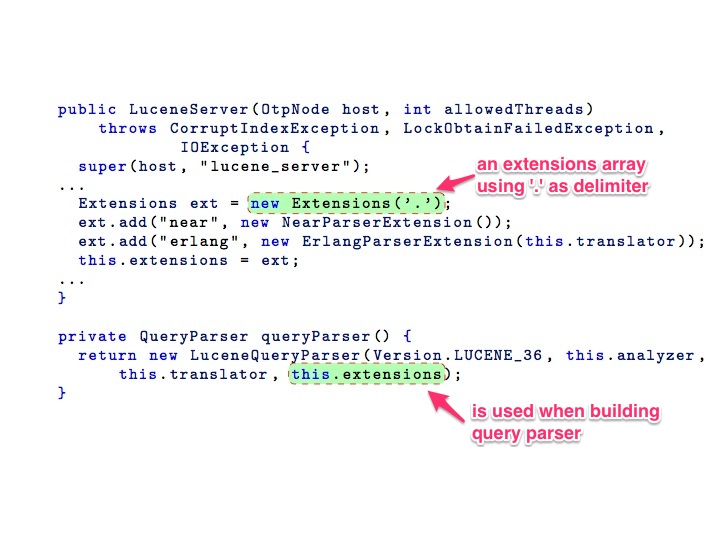 public LuceneServer(OtpNode host, int allowedThreads)
throws CorruptIndexException, LockObtainFailedException,
IOException {
super(host, "lucene_server");
...
Extensions ext = new Extensions('.');
ext.add("near", new NearParserExtension());
ext.add("erlang", new ErlangParserExtension(this.translator));
this.extensions = ext;
...
}
an extensions array
using '.' as delimiter
private QueryParser queryParser() {
return new LuceneQueryParser(Version.LUCENE_36, this.analyzer,
this.translator, this.extensions);
}
is used when building
query parser